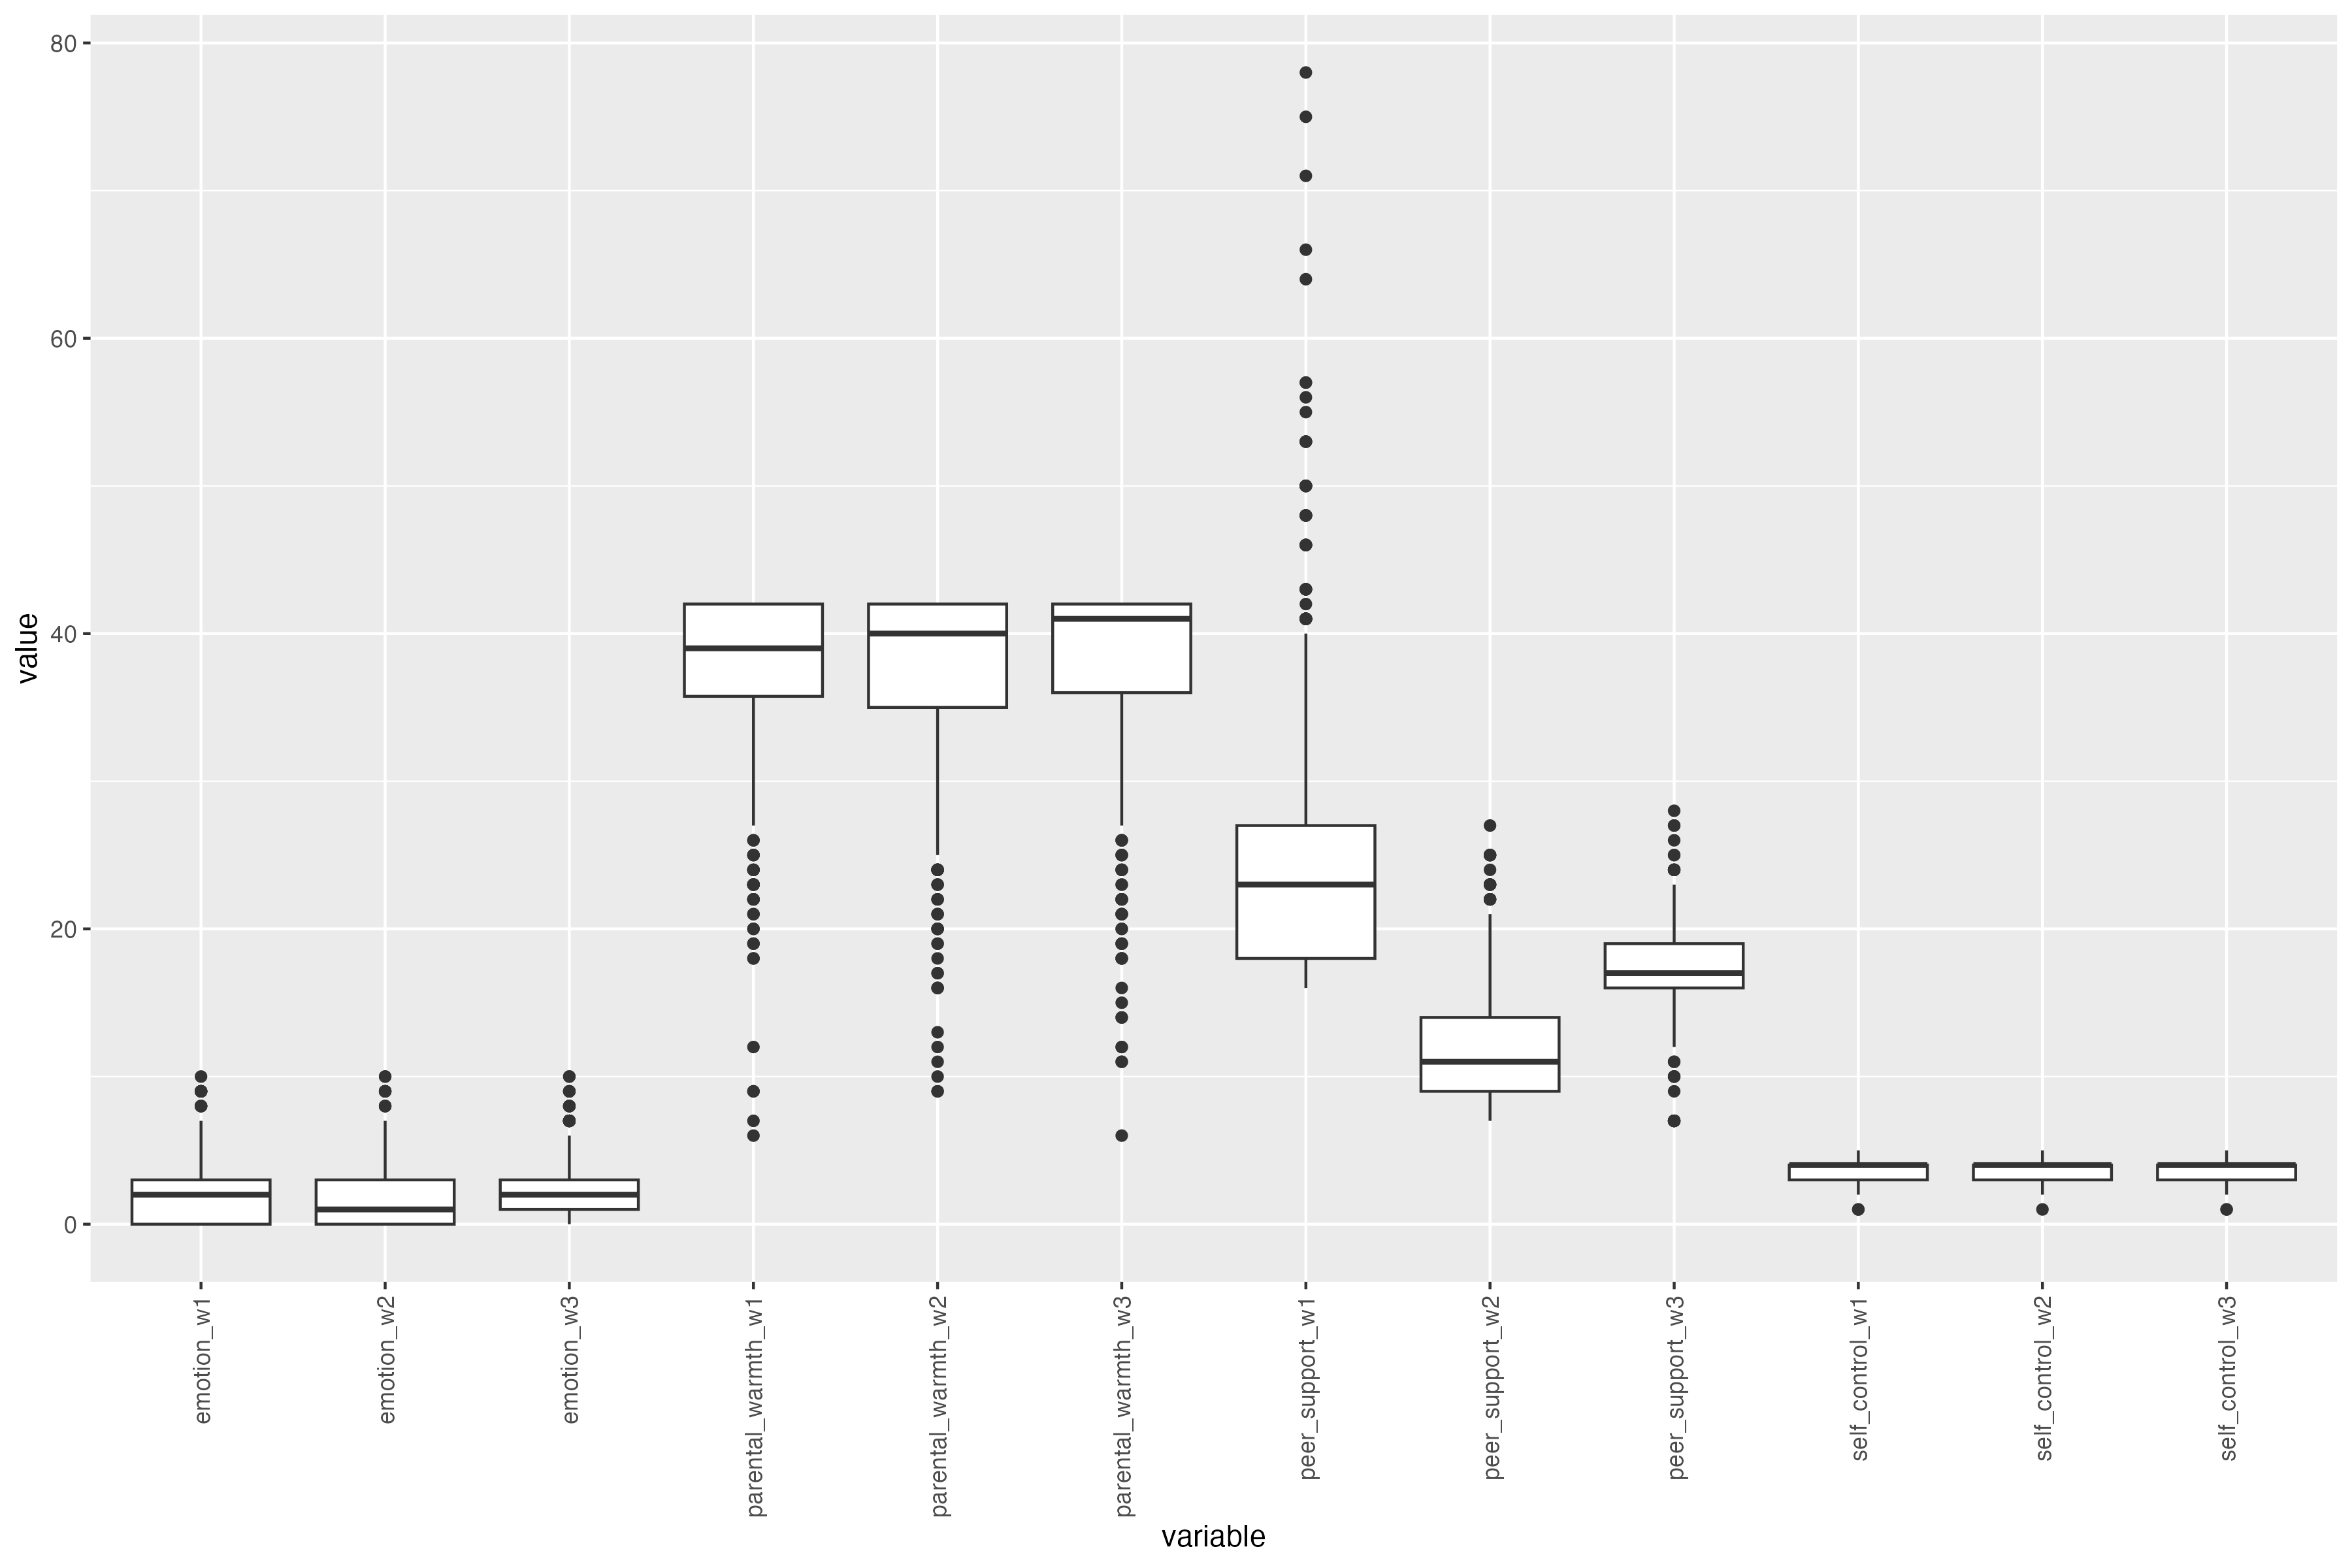 80
60
40
20
0
value
emotion_w1
emotion_w2
emotion_w3
parental_warmth_w1
parental_warmth_w2
parental_warmth_w3
peer_support_w1
peer_support_w2
peer_support_w3
self_control_w1
self_control_w2
self_control_w3
variable